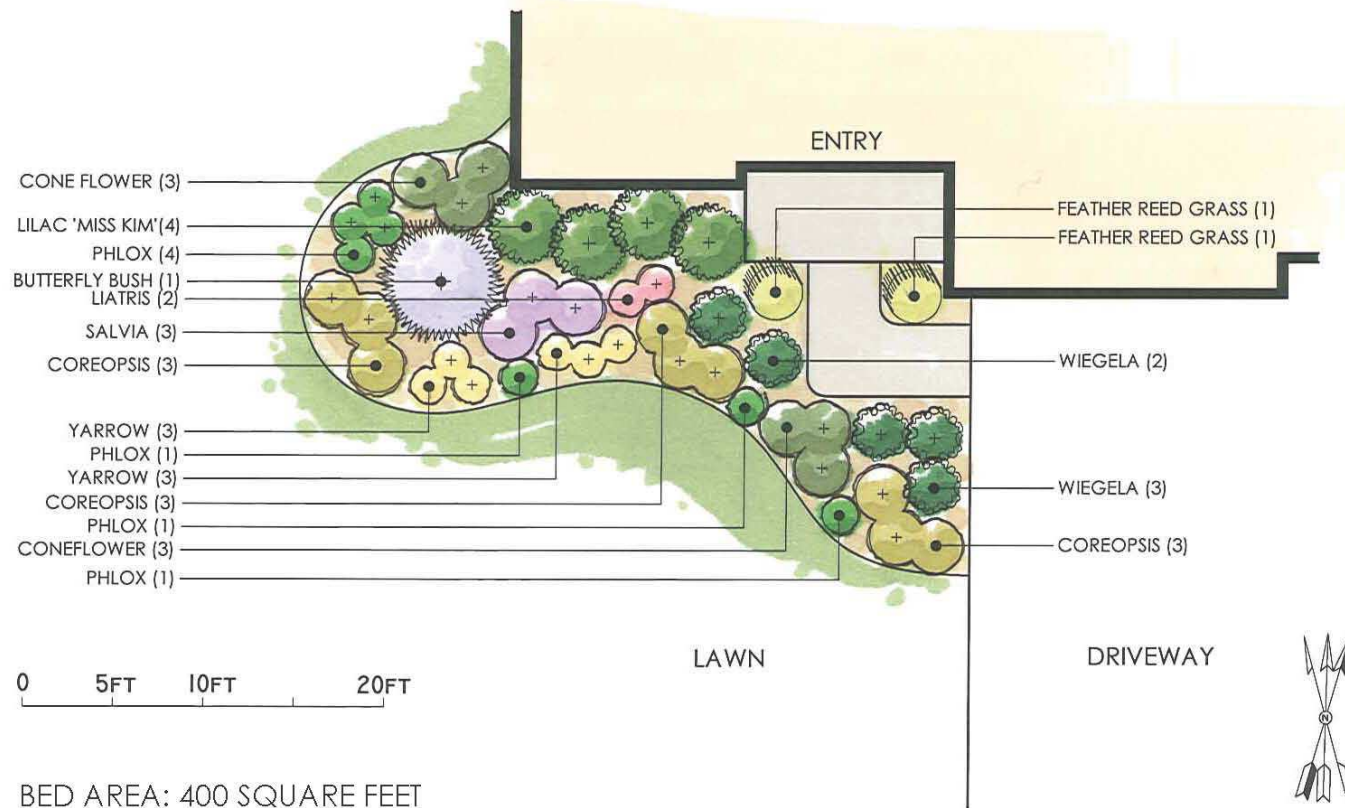 ENTRY
CONE FLOWER (3)
LILAC 'MISS KIM'(4)
PHLOX (4)
BUTTERFLY BUSH (1)
LIATRIS (2)
SALVIA (3)
COREOPSIS (3)
YARROW (3)
PHLOX (1)
YARROW (3)
COREOPSIS (3)
PHLOX (1)
CONEFLOWER (3)
PHLOX (1)
FEATHER REED GRASS (1)
FEATHER REED GRASS (1)
WIEGELA (2)
WIEGELA (3)
COREOPSIS (3)
LAWN
DRIVEWAY
0 5FT 10FT 20FT
N
BED AREA: 400 SQUARE FEET